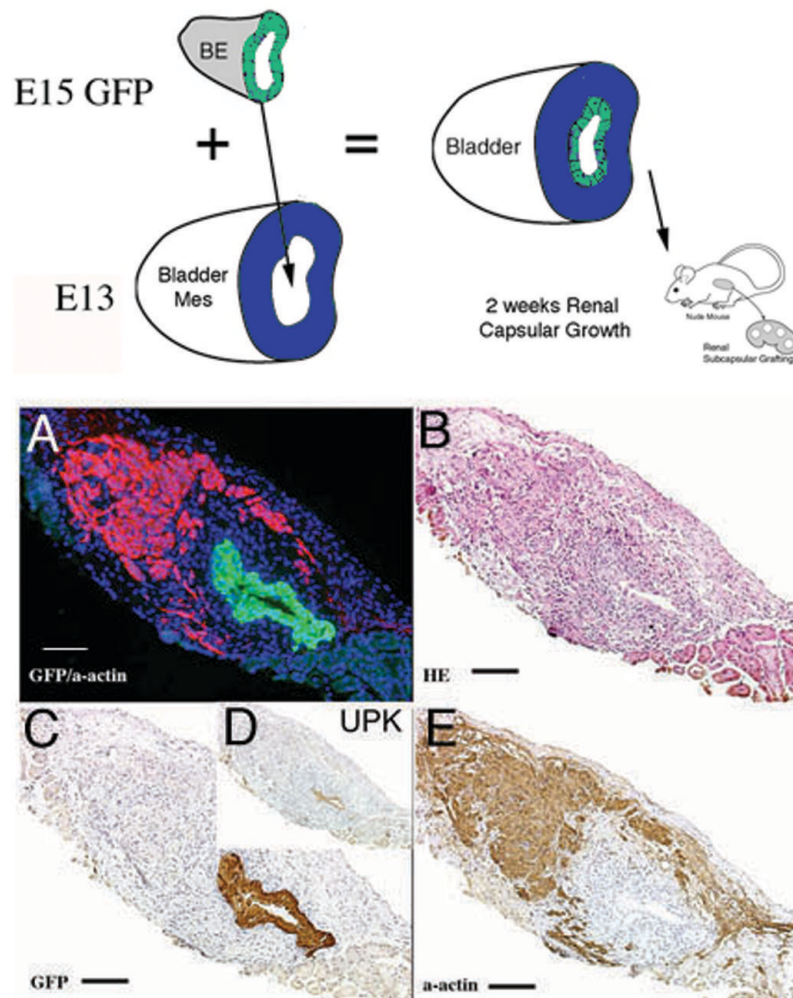 BE
E15 GFP
+
=
Bladder
Bladder
Mes
E13
2 weeks Renal
Capsular Growth
Nude Mouse
Renal
Subcapsular Grafting
A
GFP/a-actin
B
HE
C
GFP
D
UPK
E
a-actin